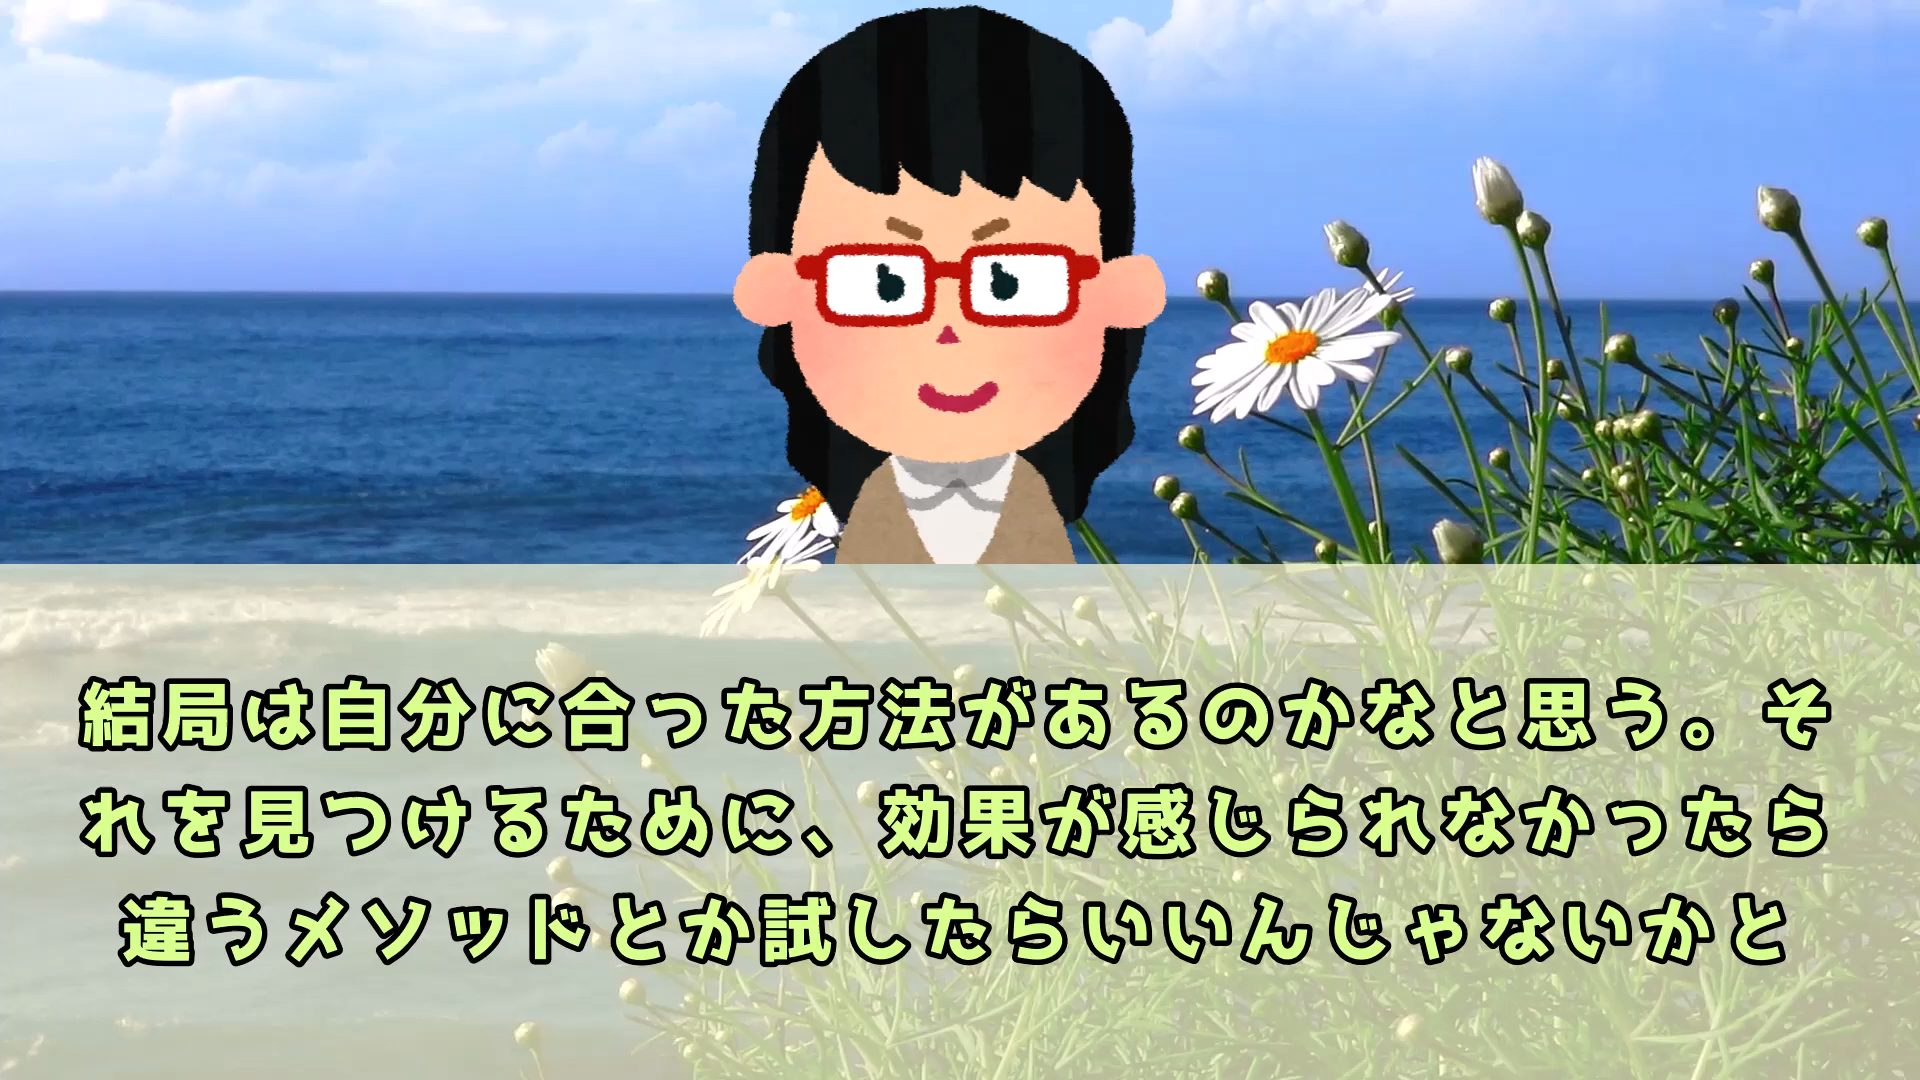 結局は自分に合った方法があるのかなと思う。そ
れを見つけるために、効果が感じられなかったら
違うメソッドとか試したらいいんじゃないかと